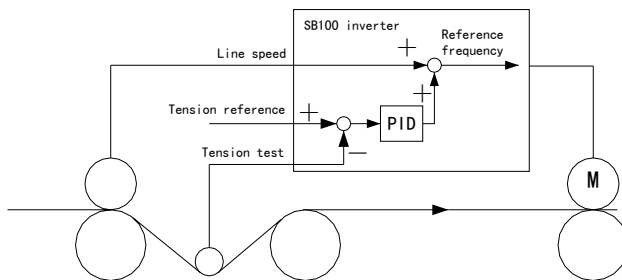 SB100 inverter
Reference
frequency
Line speed
+
+
Tension reference
+
PID
Tension test
−
M